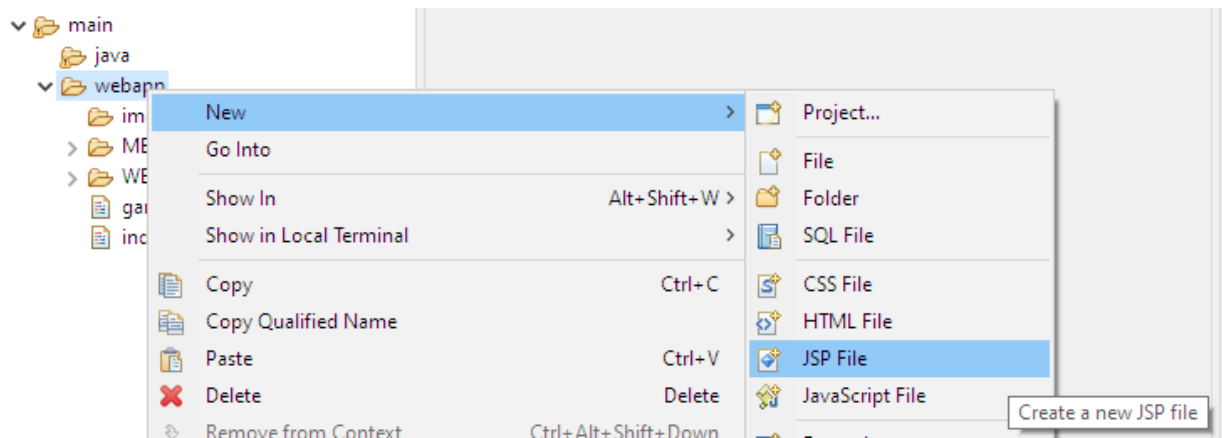 main
java
webapp
New
Project...
Go Into
File
Show In Alt+Shift+W
Folder
Show in Local Terminal
SQL File
Copy Ctrl+C
CSS File
Copy Qualified Name
HTML File
Paste Ctrl+V
JSP File
Delete Delete
JavaScript File
Create a new JSP file
Remove from Context Ctrl+Alt+Shift+Down